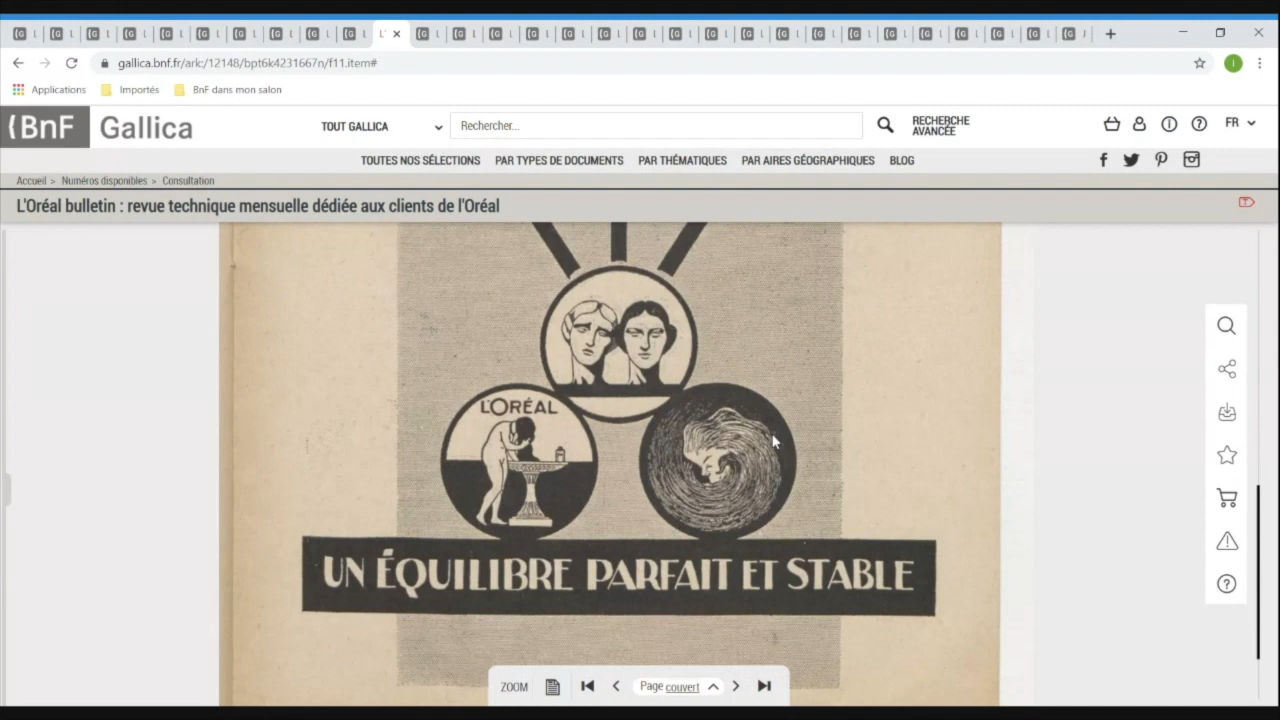 gallica.bnf.fr/ark:/12148/bpt6k4231667n/f11.item#
Applications
Importés
BnF dans mon salon
{BnF Gallica
TOUT GALLICA
Rechercher...
RECHERCHE
AVANCÉE
FR
TOUTES NOS SÉLECTIONS
PAR TYPES DE DOCUMENTS
PAR THÉMATIQUES
PAR AIRES GÉOGRAPHIQUES
BLOG
Accueil > Numéros disponibles > Consultation
L'Oréal bulletin : revue technique mensuelle dédiée aux clients de l'Oréal
L'ORÉAL
UN ÉQUILIBRE PARFAIT ET STABLE
ZOOM
Page couvert